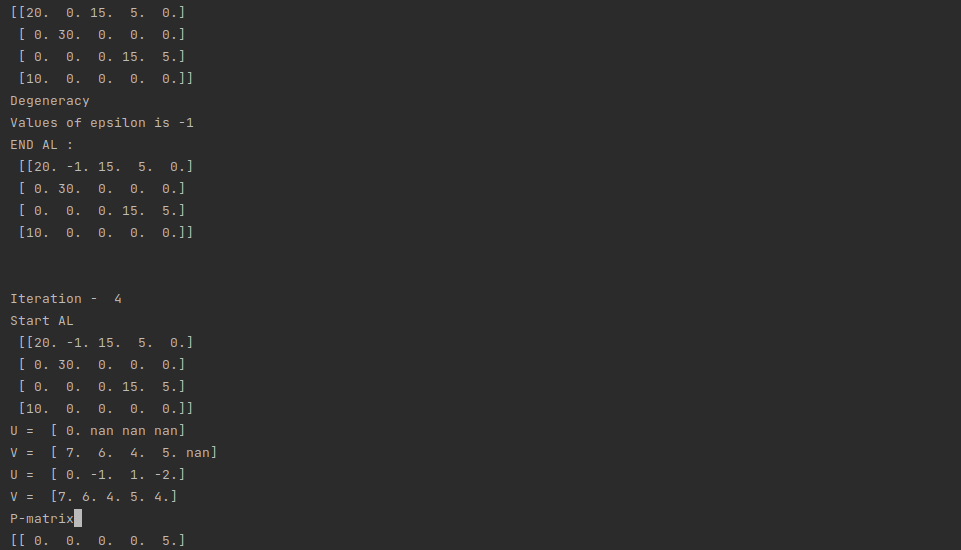 [[20.  0. 15.  5.  0.]
 [ 0. 30.  0.  0.  0.]
 [ 0.  0.  0. 15.  5.]
 [10.  0.  0.  0.  0.]]
Degeneracy
Values of epsilon is -1
END AL :
 [[20. -1. 15.  5.  0.]
 [ 0. 30.  0.  0.  0.]
 [ 0.  0.  0. 15.  5.]
 [10.  0.  0.  0.  0.]]
Iteration -  4
Start AL
 [[20. -1. 15.  5.  0.]
 [ 0. 30.  0.  0.  0.]
 [ 0.  0.  0. 15.  5.]
 [10.  0.  0.  0.  0.]]
U =  [ 0. nan nan nan]
V =  [ 7.  6.  4.  5. nan]
U =  [ 0. -1.  1. -2.]
V =  [7. 6. 4. 5. 4.]
P-matrix
[[ 0.  0.  0.  0.  5.]